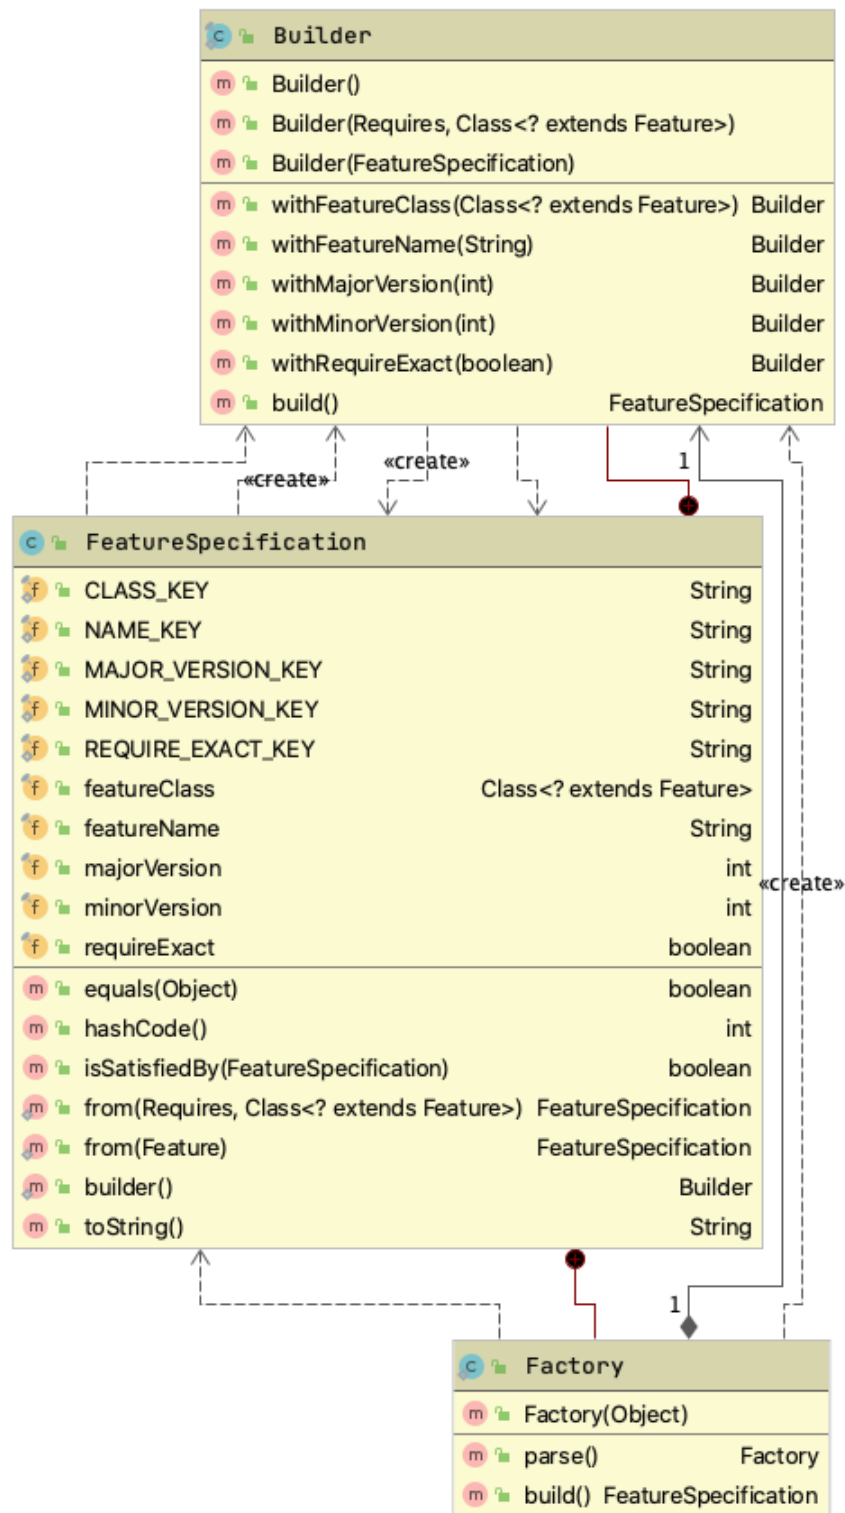 Builder
Builder()
Builder(Requires, Class<? extends Feature>)
Builder(FeatureSpecification)
withFeatureClass(Class<? extends Feature>) Builder
withFeatureName(String) Builder
withMajorVersion(int) Builder
withMinorVersion(int) Builder
withRequireExact(boolean) Builder
build() FeatureSpecification
«create»
«create»
1
FeatureSpecification
CLASS_KEY String
NAME_KEY String
MAJOR_VERSION_KEY String
MINOR_VERSION_KEY String
REQUIRE_EXACT_KEY String
featureClass Class<? extends Feature>
featureName String
majorVersion int
«create»
minorVersion int
requireExact boolean
equals(Object) boolean
hashCode() int
isSatisfiedBy(FeatureSpecification) boolean
from(Requires, Class<? extends Feature>) FeatureSpecification
from(Feature) FeatureSpecification
builder() Builder
toString() String
1
Factory
Factory(Object)
parse() Factory
build() FeatureSpecification